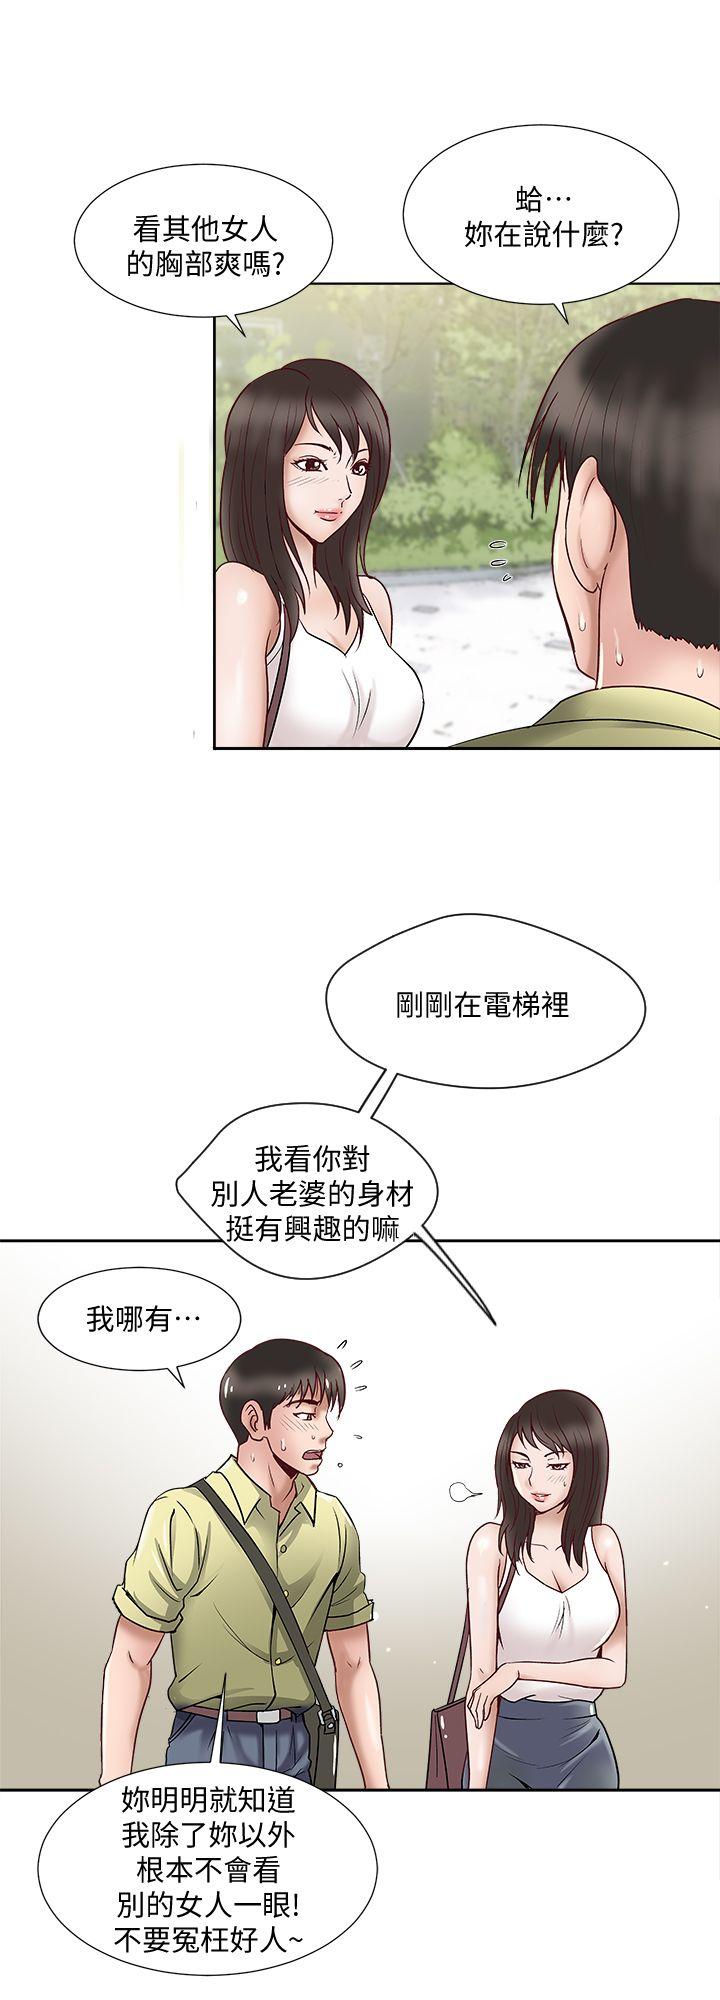 看其他女人
的胸部爽嗎?
蛤…
妳在說什麼?
剛剛在電梯裡
我看你對
別人老婆的身材
挺有興趣的嘛
我哪有…
妳明明就知道
我除了妳以外
根本不會看
別的女人一眼!
不要冤枉好人~